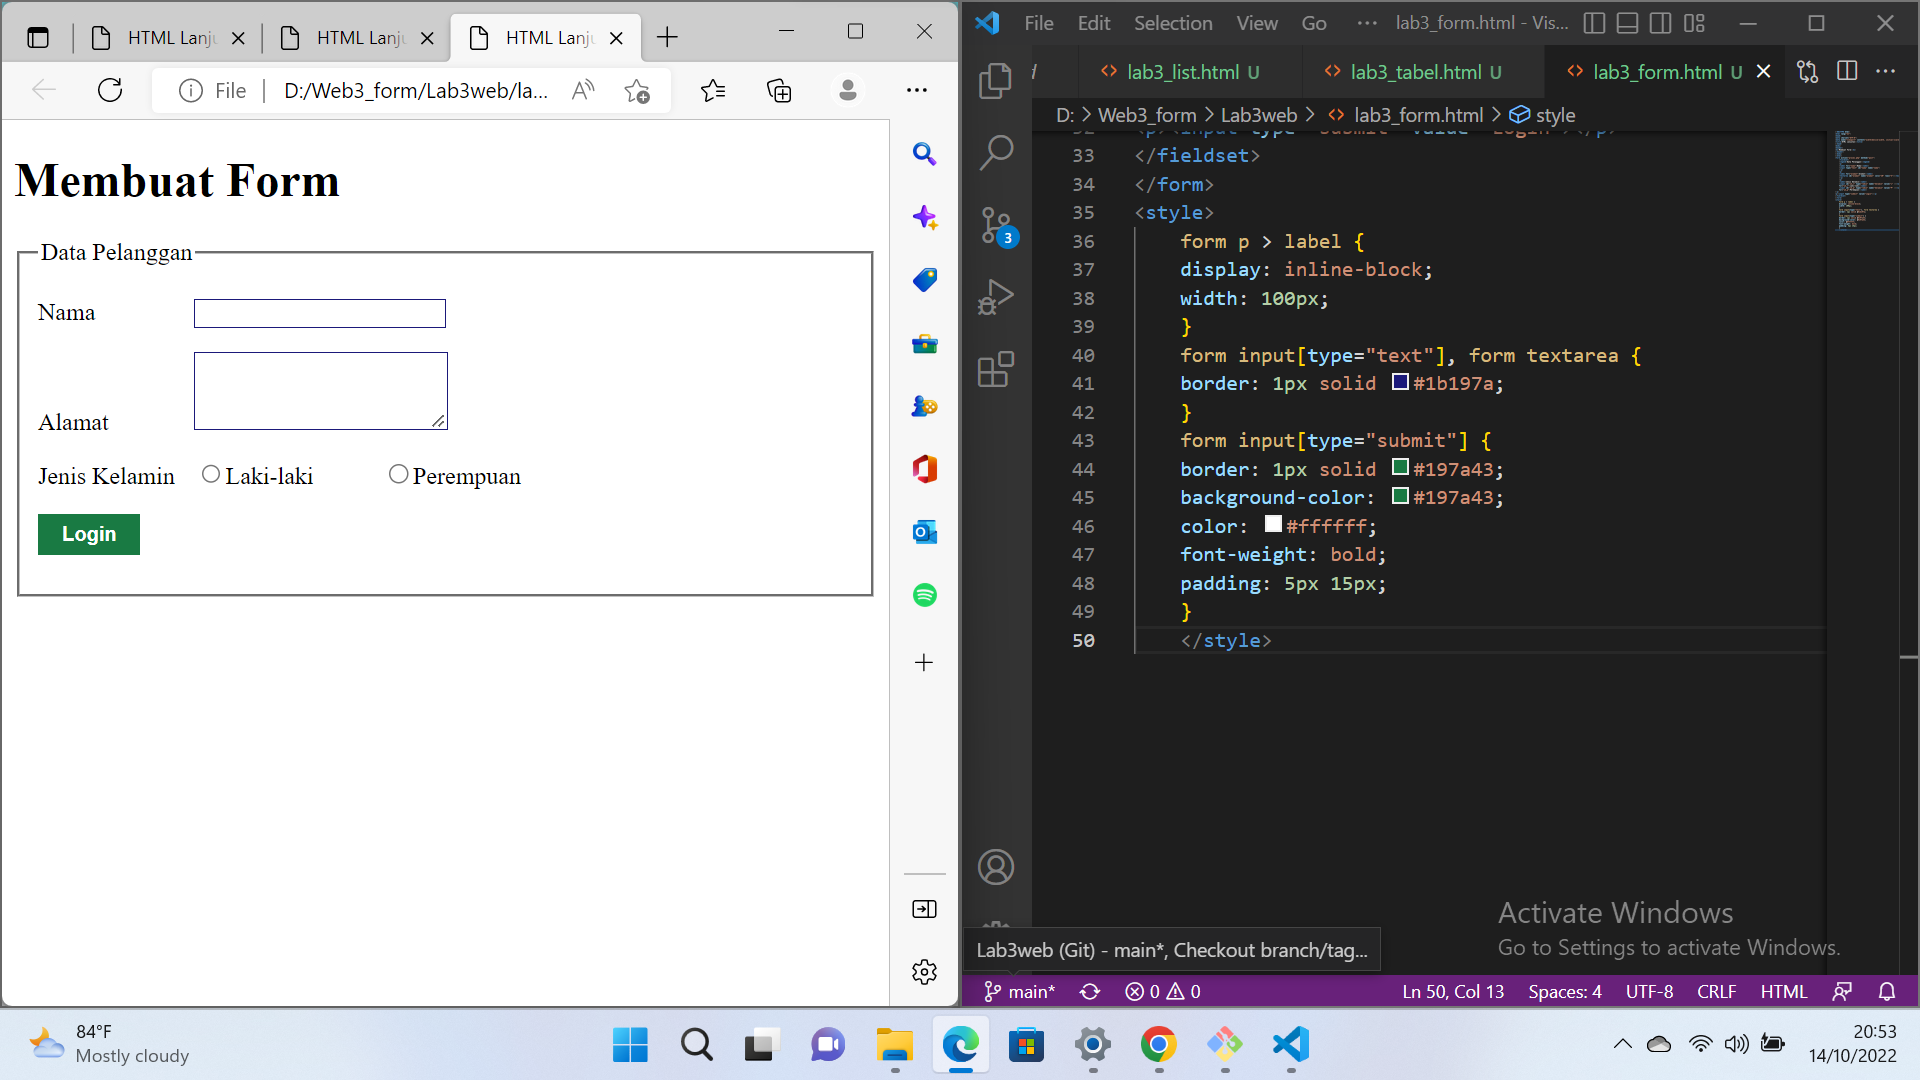 HTML Lanju
HTML Lanju
HTML Lanju
File
D:/Web3_form/Lab3web/la...
Membuat Form
Data Pelanggan
Nama
Alamat
Jenis Kelamin
Laki-laki
Perempuan
Login
File Edit Selection View Go ··· lab3_form.html - Vis...
lab3_list.html U
lab3_tabel.html U
lab3_form.html U
D: > Web3_form > Lab3web > <> lab3_form.html > style
33 </fieldset>
34 </form>
35 <style>
36 form p > label {
37 display: inline-block;
38 width: 100px;
39 }
40 form input[type="text"], form textarea {
41 border: 1px solid #1b197a;
42 }
43 form input[type="submit"] {
44 border: 1px solid #197a43;
45 background-color: #197a43;
46 color: #ffffff;
47 font-weight: bold;
48 padding: 5px 15px;
49 }
50 </style>
3
Activate Windows
Go to Settings to activate Windows.
Lab3web (Git) - main*, Checkout branch/tag...
main* 0 0 Ln 50, Col 13 Spaces: 4 UTF-8 CRLF HTML
84°F
Mostly cloudy
20:53
14/10/2022